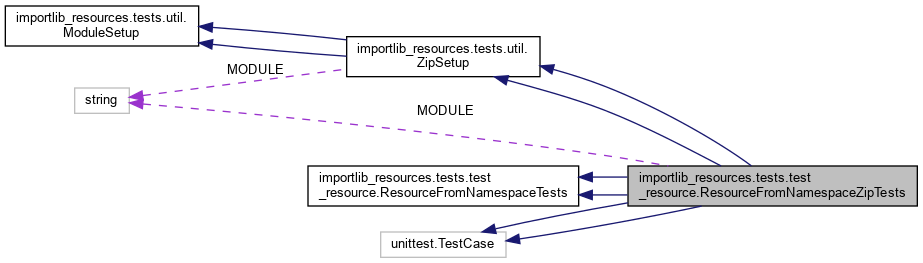 importlib_resources.tests.util.
ModuleSetup
importlib_resources.tests.util.
ZipSetup
MODULE
string
MODULE
importlib_resources.tests.test
_resource.ResourceFromNamespaceTests
importlib_resources.tests.test
_resource.ResourceFromNamespaceZipTests
unittest.TestCase